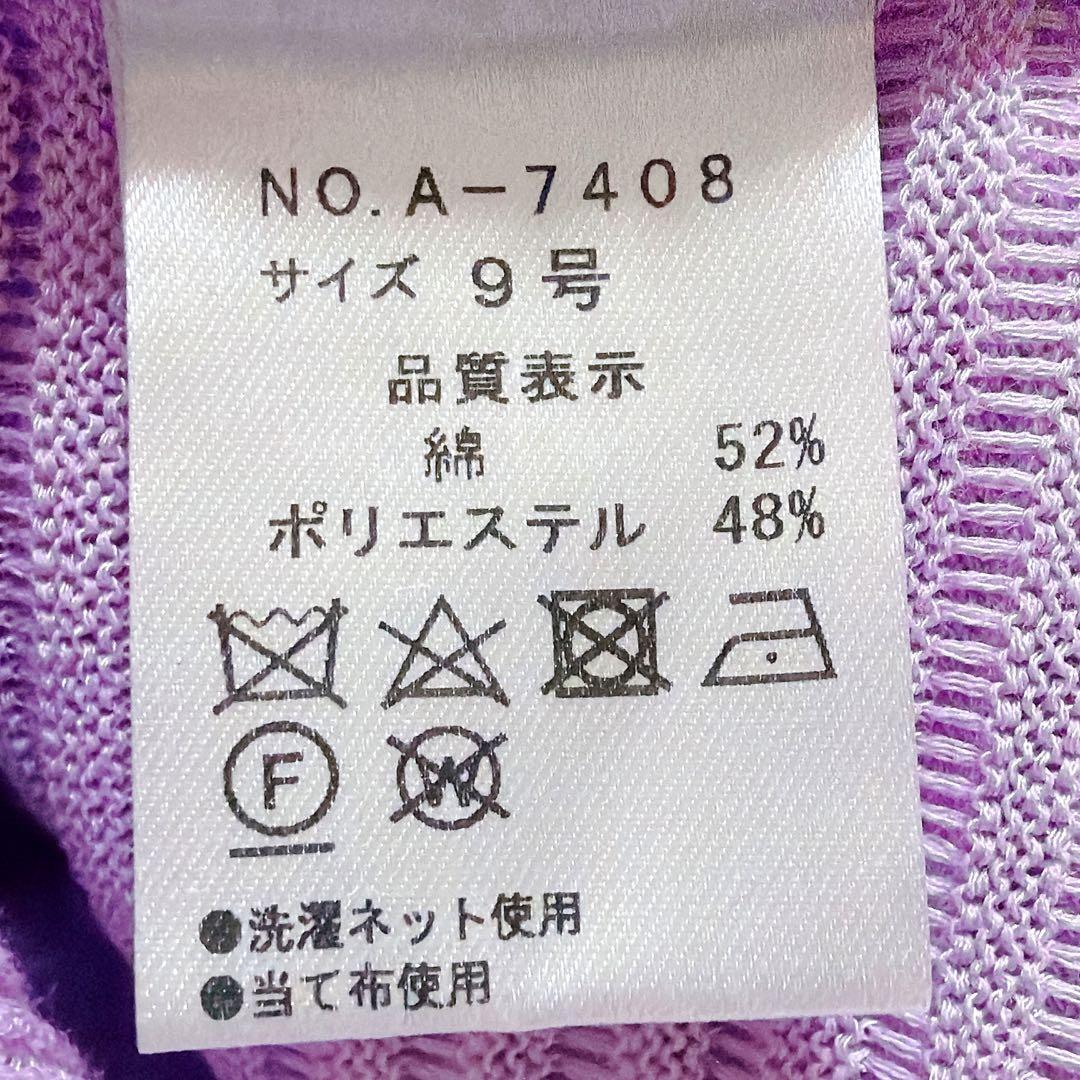 NO.A-7408
サイズ 9号
品質表示
綿 52%
ポリエステル 48%
F
W
●洗濯ネット使用
●当て布使用